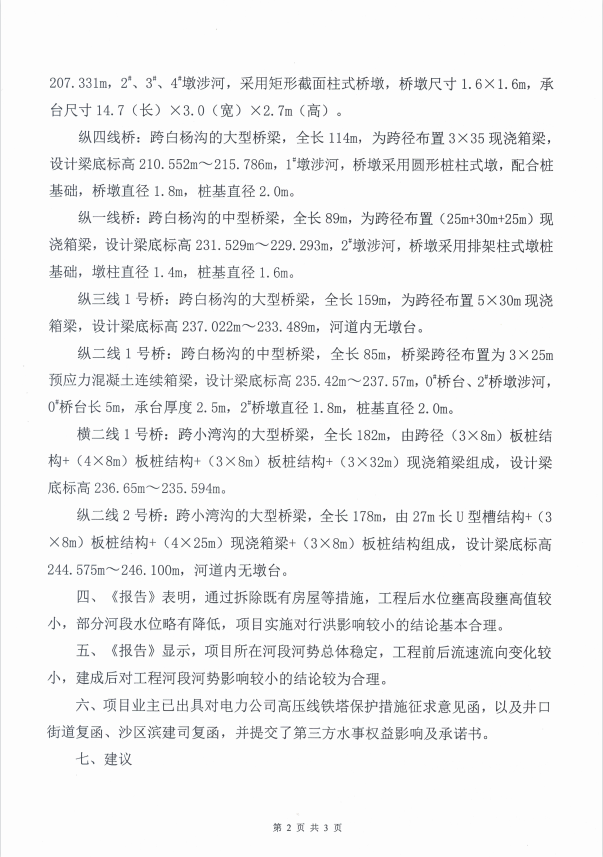 207.331m，2#、3#、4#墩涉河，采用矩形截面柱式桥墩，桥墩尺寸 1.6×1.6m，承
台尺寸 14.7（长）×3.0（宽）×2.7m（高）。
纵四线桥：跨白杨沟的大型桥梁，全长 114m，为跨径布置 3×35 现浇箱梁，
设计梁底标高 210.552m～215.786m，1#墩涉河，桥墩采用圆形桩柱式墩，配合桩
基础，桥墩直径 1.8m，桩基直径 2.0m。
纵一线桥：跨白杨沟的中型桥梁，全长 89m，为跨径布置（25m+30m+25m）现
浇箱梁，设计梁底标高 231.529m～229.293m，2#墩涉河，桥墩采用排架柱式墩桩
基础，墩柱直径 1.4m，桩基直径 1.6m。
纵三线 1 号桥：跨白杨沟的大型桥梁，全长 159m，为跨径布置 5×30m 现浇
箱梁，设计梁底标高 237.022m～233.489m，河道内无墩台。
纵二线 1 号桥：跨白杨沟的中型桥梁，全长 85m，桥梁跨径布置为 3×25m
预应力混凝土连续箱梁，设计梁底标高 235.42m～237.57m，0#桥台、2#桥墩涉河，
0#桥台长 5m，承台厚度 2.5m，2#桥墩直径 1.8m，桩基直径 2.0m。
横二线 1 号桥：跨小湾沟的大型桥梁，全长 182m，由跨径（3×8m）板桩结
构+（4×8m）板桩结构+（3×8m）板桩结构+（3×32m）现浇箱梁组成，设计梁
底标高 236.65m～235.594m。
纵二线 2 号桥：跨小湾沟的大型桥梁，全长 178m，由 27m 长 U 型槽结构+（3
×8m）板桩结构+（4×25m）现浇箱梁+（3×8m）板桩结构组成，设计梁底标高
244.575m～246.100m，河道内无墩台。
四、《报告》表明，通过拆除既有房屋等措施，工程后水位壅高段壅高值较
小，部分河段水位略有降低，项目实施对行洪影响较小的结论基本合理。
五、《报告》显示，项目所在河段河势总体稳定，工程前后流速流向变化较
小，建成后对工程河段河势影响较小的结论较为合理。
六、项目业主已出具对电力公司高压线铁塔保护措施征求意见函，以及井口
街道复函、沙区滨建司复函，并提交了第三方水事权益影响及承诺书。
七、建议
第 2 页 共 3 页